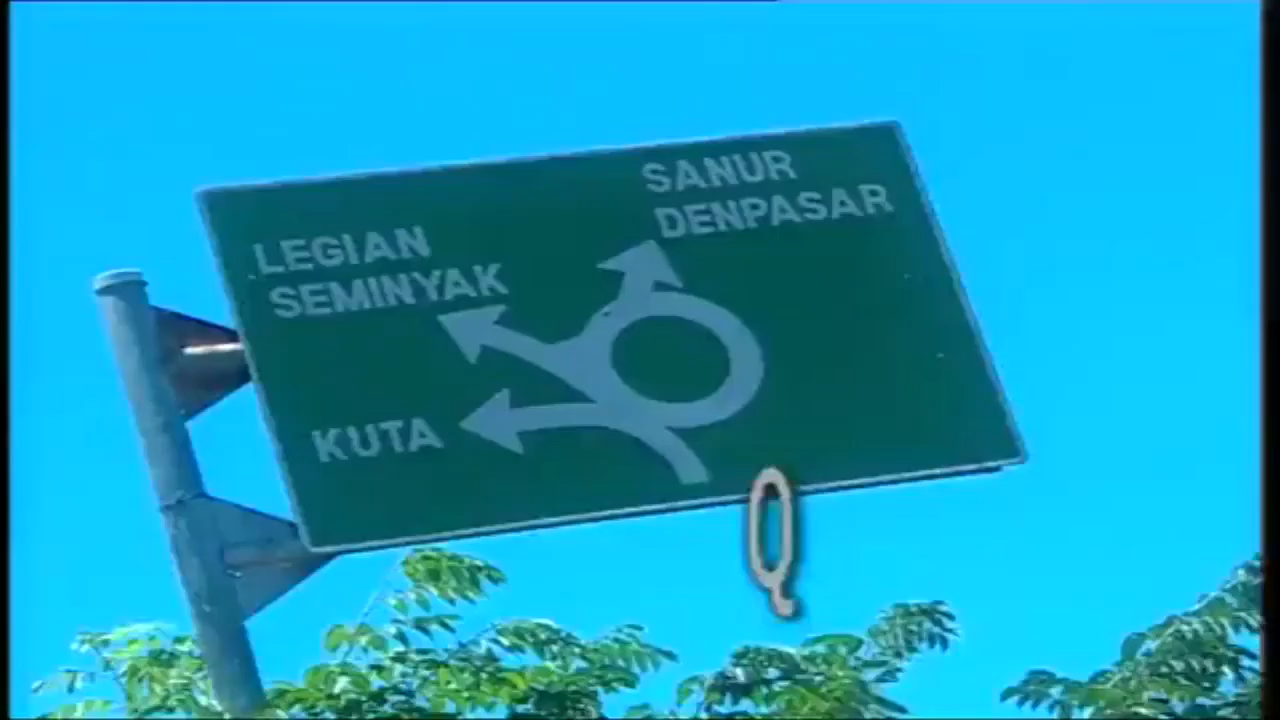 SANUR
DENPASAR
LEGIAN
SEMINYAK
KUTA
Q